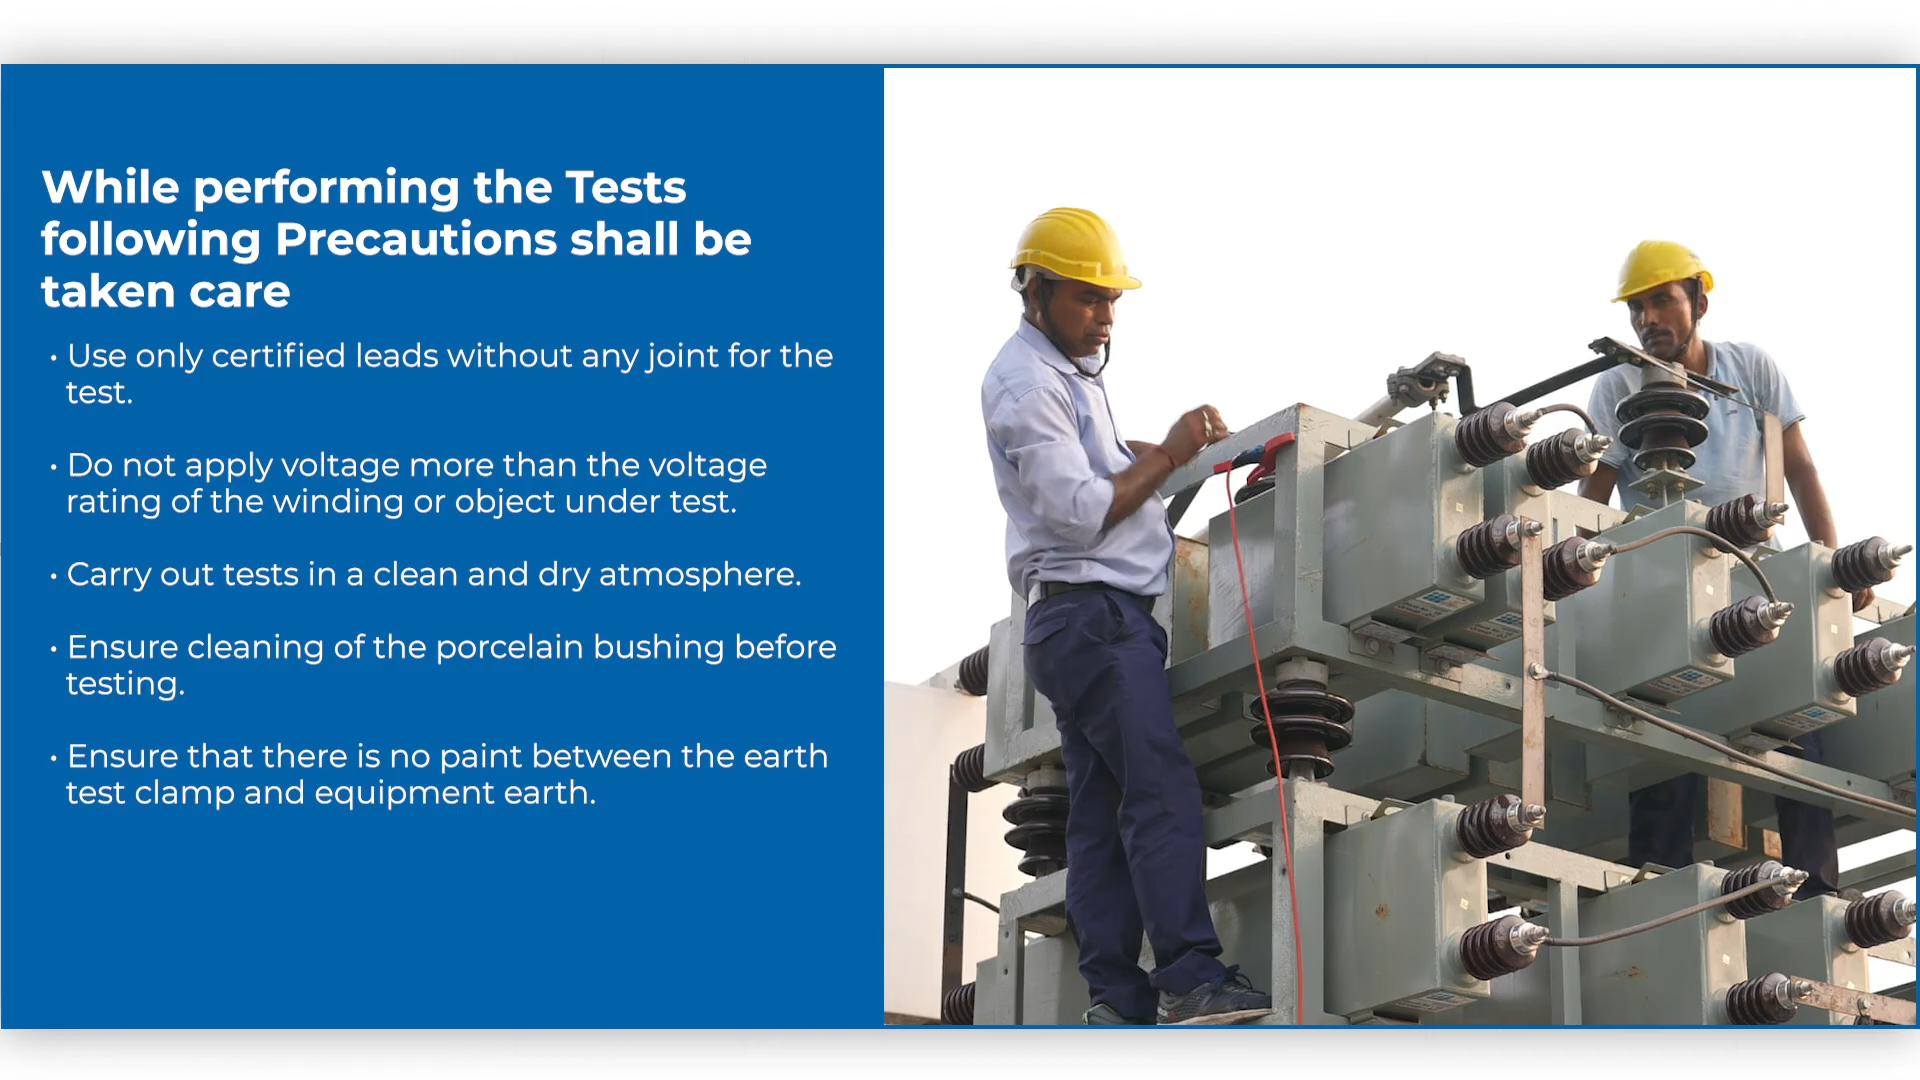 While performing the Tests
following Precautions shall be
taken care
• Use only certified leads without any joint for the
test.
• Do not apply voltage more than the voltage
rating of the winding or object under test.
• Carry out tests in a clean and dry atmosphere.
• Ensure cleaning of the porcelain bushing before
testing.
• Ensure that there is no paint between the earth
test clamp and equipment earth.